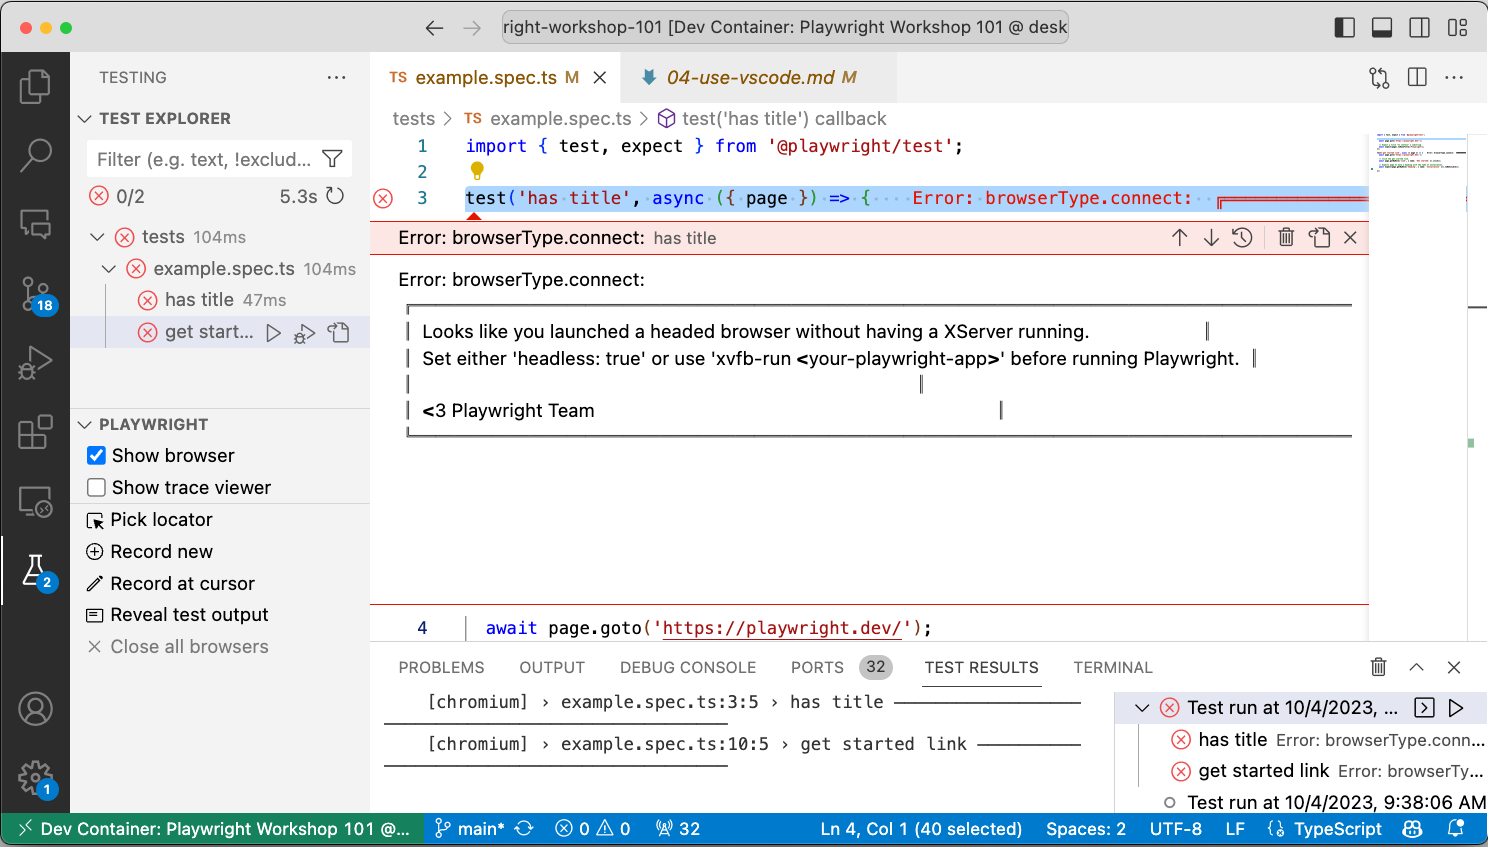 right-workshop-101 [Dev Container: Playwright Workshop 101 @ desk
TESTING
TEST EXPLORER
Filter (e.g. text, !exclud...
0/2 5.3s
tests 104ms
example.spec.ts 104ms
has title 47ms
get start...
PLAYWRIGHT
Show browser
Show trace viewer
Pick locator
Record new
Record at cursor
Reveal test output
Close all browsers
18
2
1
TS example.spec.ts M
04-use-vscode.md M
tests > TS example.spec.ts > test('has title') callback
1 import { test, expect } from '@playwright/test';
2
3 test('has title', async ({ page }) => { Error: browserType.connect: ╔═══════
Error: browserType.connect: has title
Error: browserType.connect:
Looks like you launched a headed browser without having a XServer running.
Set either 'headless: true' or use 'xvfb-run <your-playwright-app>' before running Playwright.
<3 Playwright Team
4 await page.goto('https://playwright.dev/');
PROBLEMS OUTPUT DEBUG CONSOLE PORTS 32 TEST RESULTS TERMINAL
[chromium] › example.spec.ts:3:5 › has title ────────────
[chromium] › example.spec.ts:10:5 › get started link ──────────
Test run at 10/4/2023, ...
has title Error: browserType.conn...
get started link Error: browserTy...
Test run at 10/4/2023, 9:38:06 AM
Dev Container: Playwright Workshop 101 @... main* 0 0 32 Ln 4, Col 1 (40 selected) Spaces: 2 UTF-8 LF TypeScript